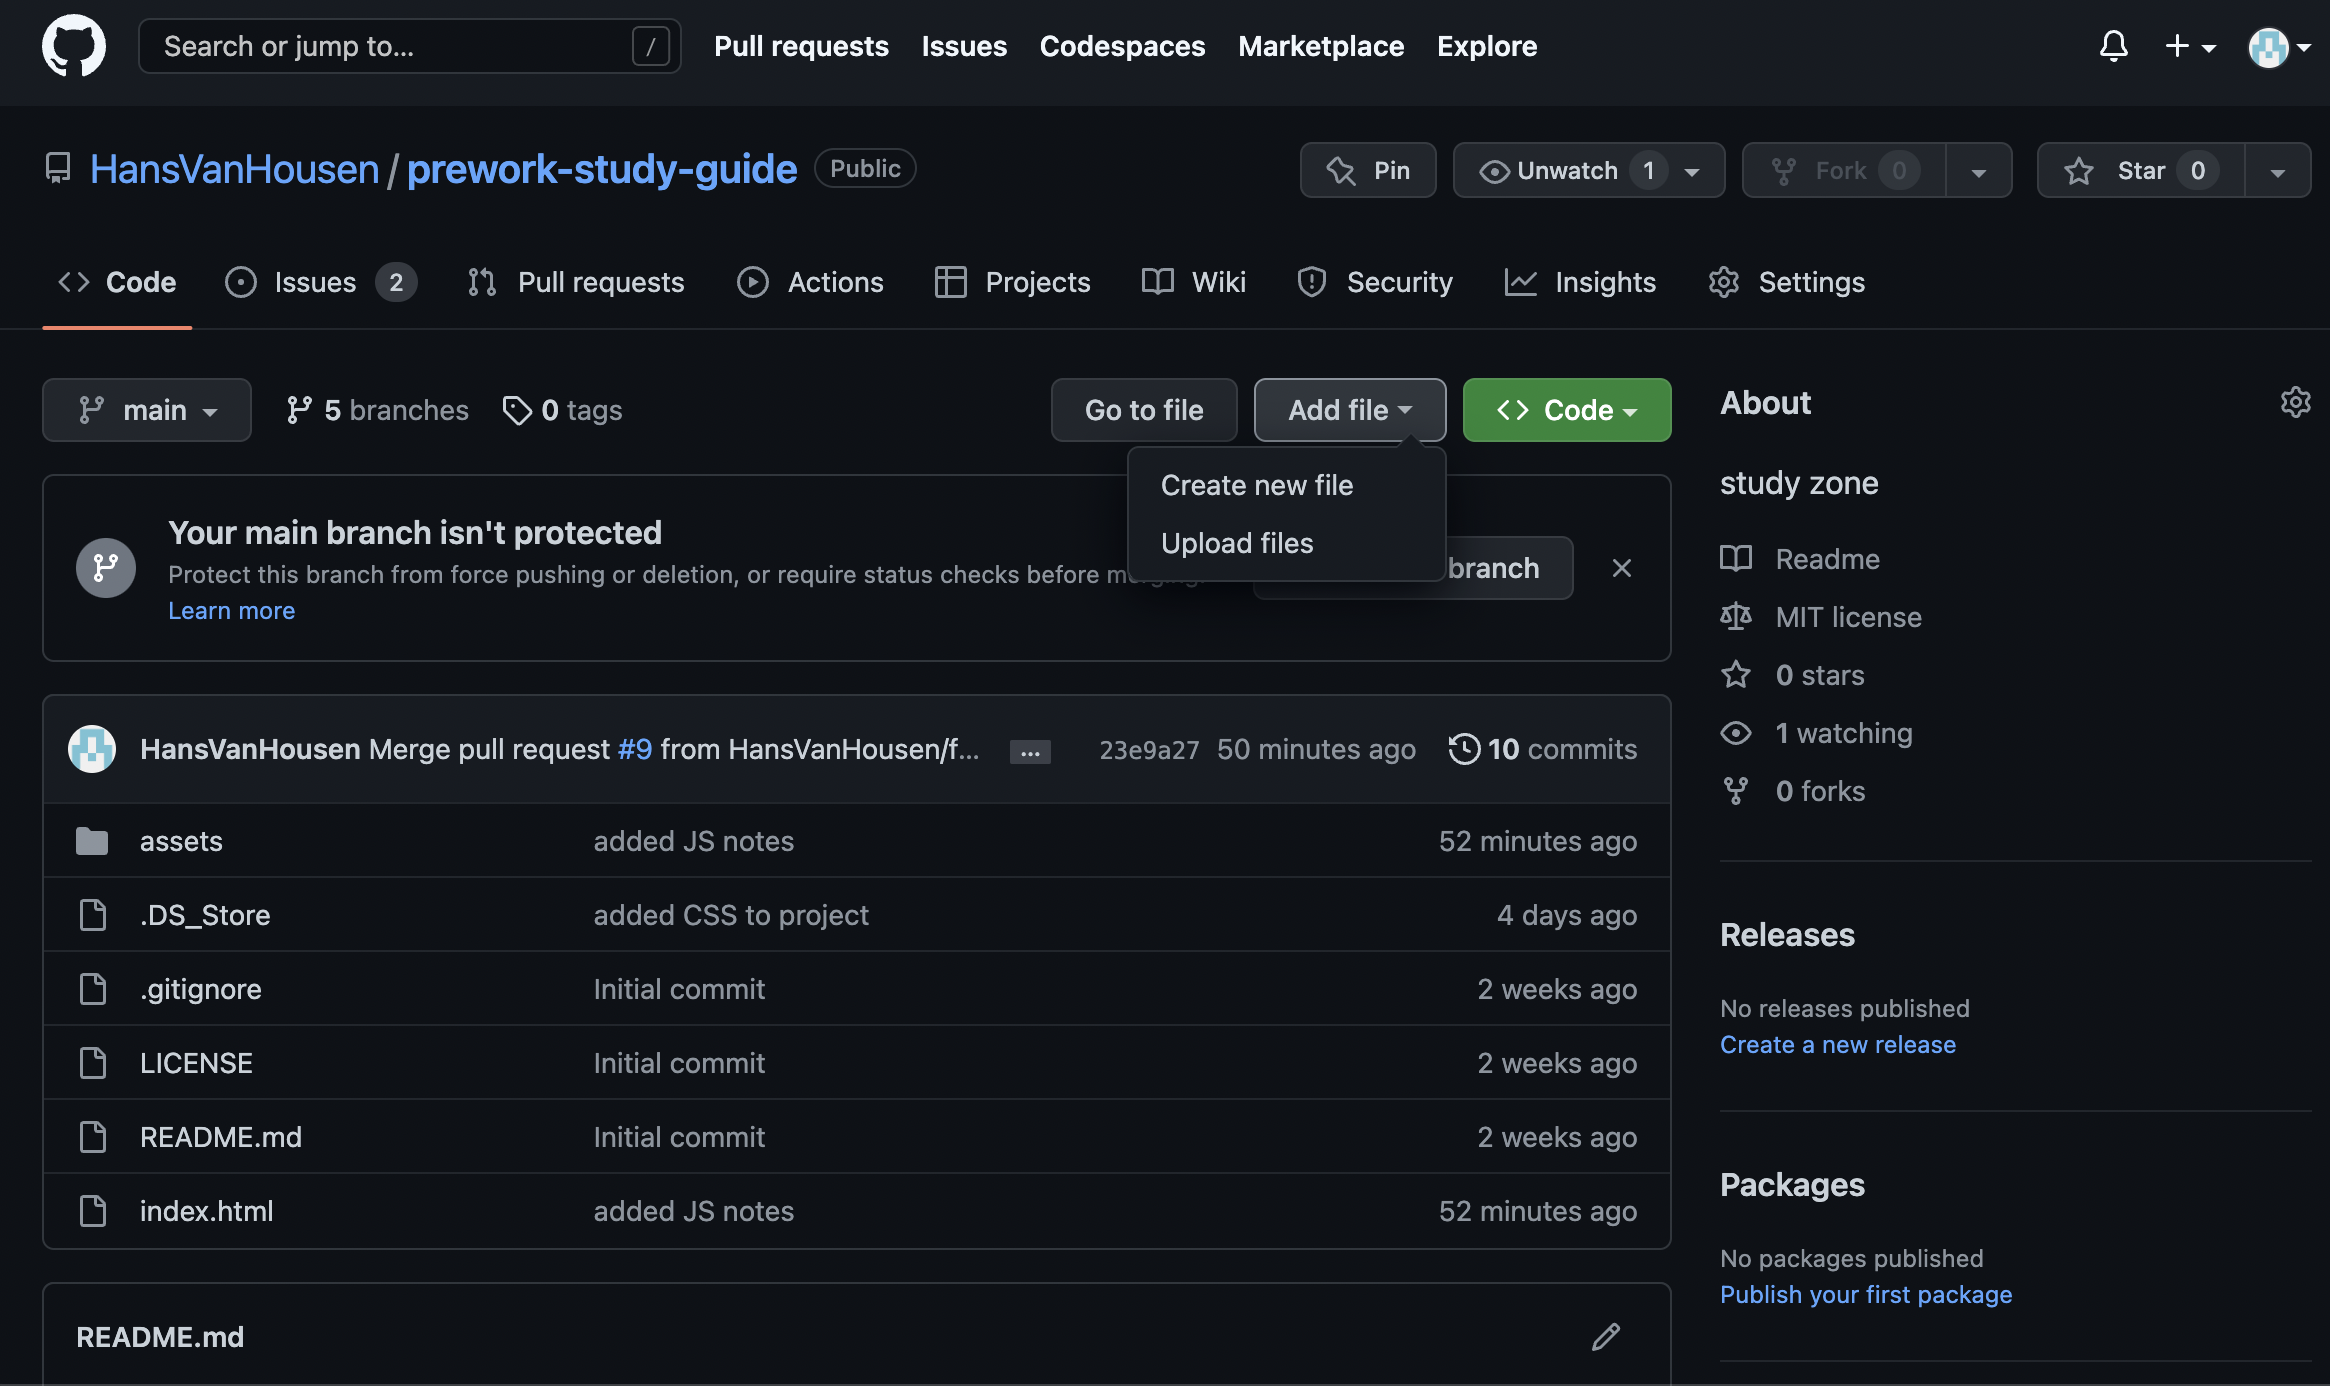 Search or jump to... /
Pull requests Issues Codespaces Marketplace Explore
HansVanHousen / prework-study-guide Public
Pin Unwatch 1 Fork 0 Star 0
Code Issues 2 Pull requests Actions Projects Wiki Security Insights Settings
main 5 branches 0 tags Go to file Add file Code
Create new file
Upload files
Your main branch isn't protected
Protect this branch from force pushing or deletion, or require status checks before merging.
Learn more
branch
HansVanHousen Merge pull request #9 from HansVanHousen/f... ... 23e9a27 50 minutes ago 10 commits
assets added JS notes 52 minutes ago
.DS_Store added CSS to project 4 days ago
.gitignore Initial commit 2 weeks ago
LICENSE Initial commit 2 weeks ago
README.md Initial commit 2 weeks ago
index.html added JS notes 52 minutes ago
README.md
About
study zone
Readme
MIT license
0 stars
1 watching
0 forks
Releases
No releases published
Create a new release
Packages
No packages published
Publish your first package